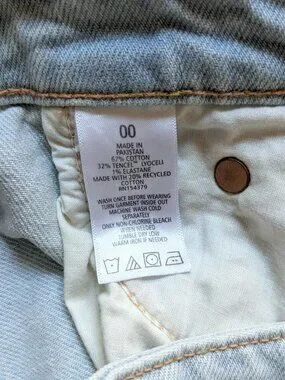 00
MADE IN
PAKISTAN
67% COTTON
32% TENCEL™ LYOCELL
1% ELASTANE
MADE WITH 20% RECYCLED
COTTON
RN154379
WASH ONCE BEFORE WEARING
TURN GARMENT INSIDE OUT
MACHINE WASH COLD
SEPARATELY
ONLY NON-CHLORINE BLEACH
WHEN NEEDED
TUMBLE DRY LOW
WARM IRON IF NEEDED